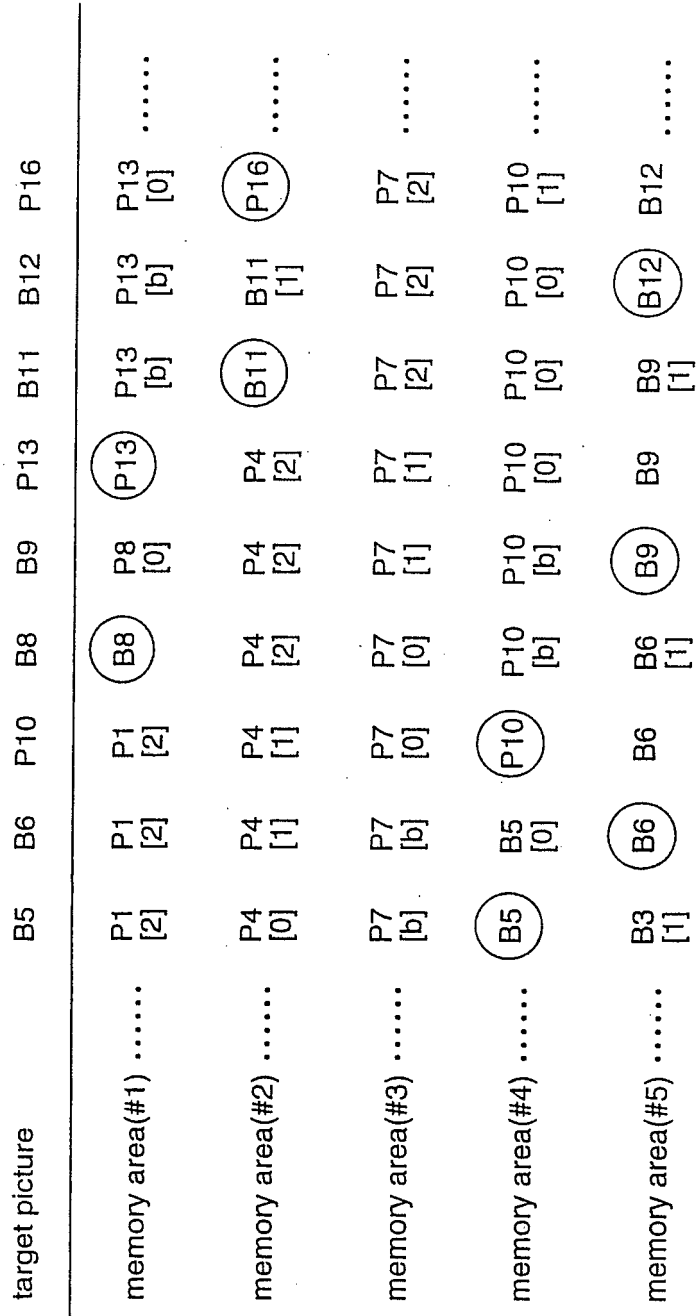 target picture B5 B6 P10 B8 B9 P13 B11 B12 P16
memory area(#1) ...... P1 P1 P1 B8 P8 P13 P13 P13 P13 ......
[2] [2] [2] [0] [b] [b] [0]
memory area(#2) ...... P4 P4 P4 P4 P4 P4 B11 B11 P16 ......
[0] [1] [1] [2] [2] [2] [1]
memory area(#3) ...... P7 P7 P7 P7 P7 P7 P7 P7 P7 ......
[b] [b] [0] [0] [1] [1] [2] [2] [2]
memory area(#4) ...... B5 B5 P10 P10 P10 P10 P10 P10 P10 ......
[0] [b] [b] [0] [0] [0] [1]
memory area(#5) ...... B3 B6 B6 B6 B9 B9 B9 B12 B12 ......
[1] [1] [1]